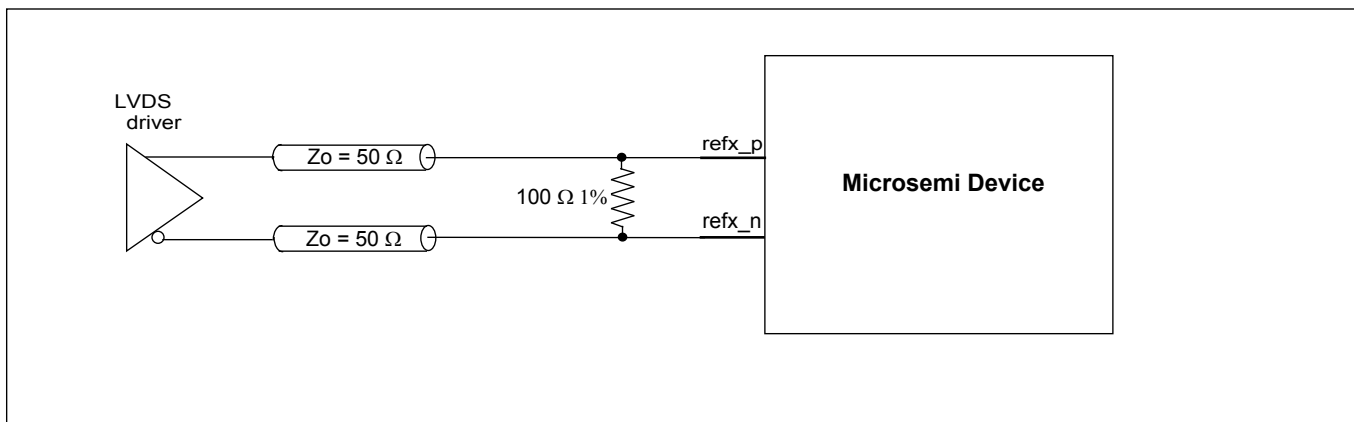 LVDS
driver
Zo = 50 Ω
refx_p
Microsemi Device
100 Ω 1%
refx_n
Zo = 50 Ω